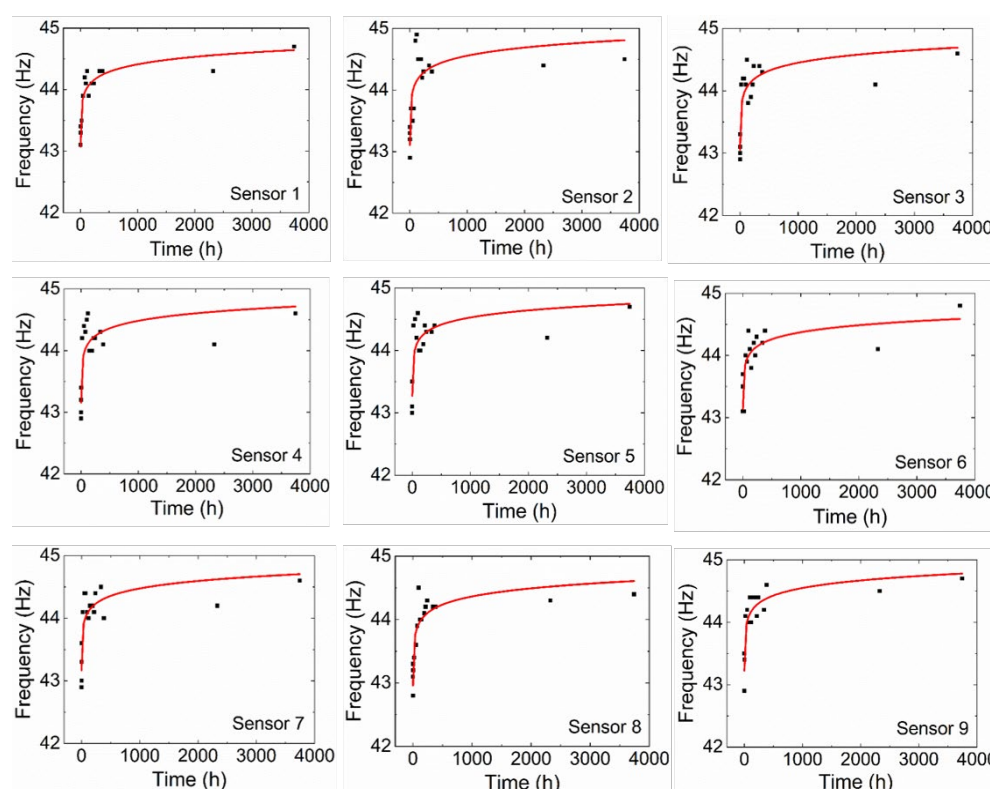 45
44
43
42
Frequency (Hz)
Sensor 1
0 1000 2000 3000 4000
Time (h)
45
44
43
42
Frequency (Hz)
Sensor 2
0 1000 2000 3000 4000
Time (h)
45
44
43
42
Frequency (Hz)
Sensor 3
0 1000 2000 3000 4000
Time (h)
45
44
43
42
Frequency (Hz)
Sensor 4
0 1000 2000 3000 4000
Time (h)
45
44
43
42
Frequency (Hz)
Sensor 5
0 1000 2000 3000 4000
Time (h)
45
44
43
42
Frequency (Hz)
Sensor 6
0 1000 2000 3000 4000
Time (h)
45
44
43
42
Frequency (Hz)
Sensor 7
0 1000 2000 3000 4000
Time (h)
45
44
43
42
Frequency (Hz)
Sensor 8
0 1000 2000 3000 4000
Time (h)
45
44
43
42
Frequency (Hz)
Sensor 9
0 1000 2000 3000 4000
Time (h)